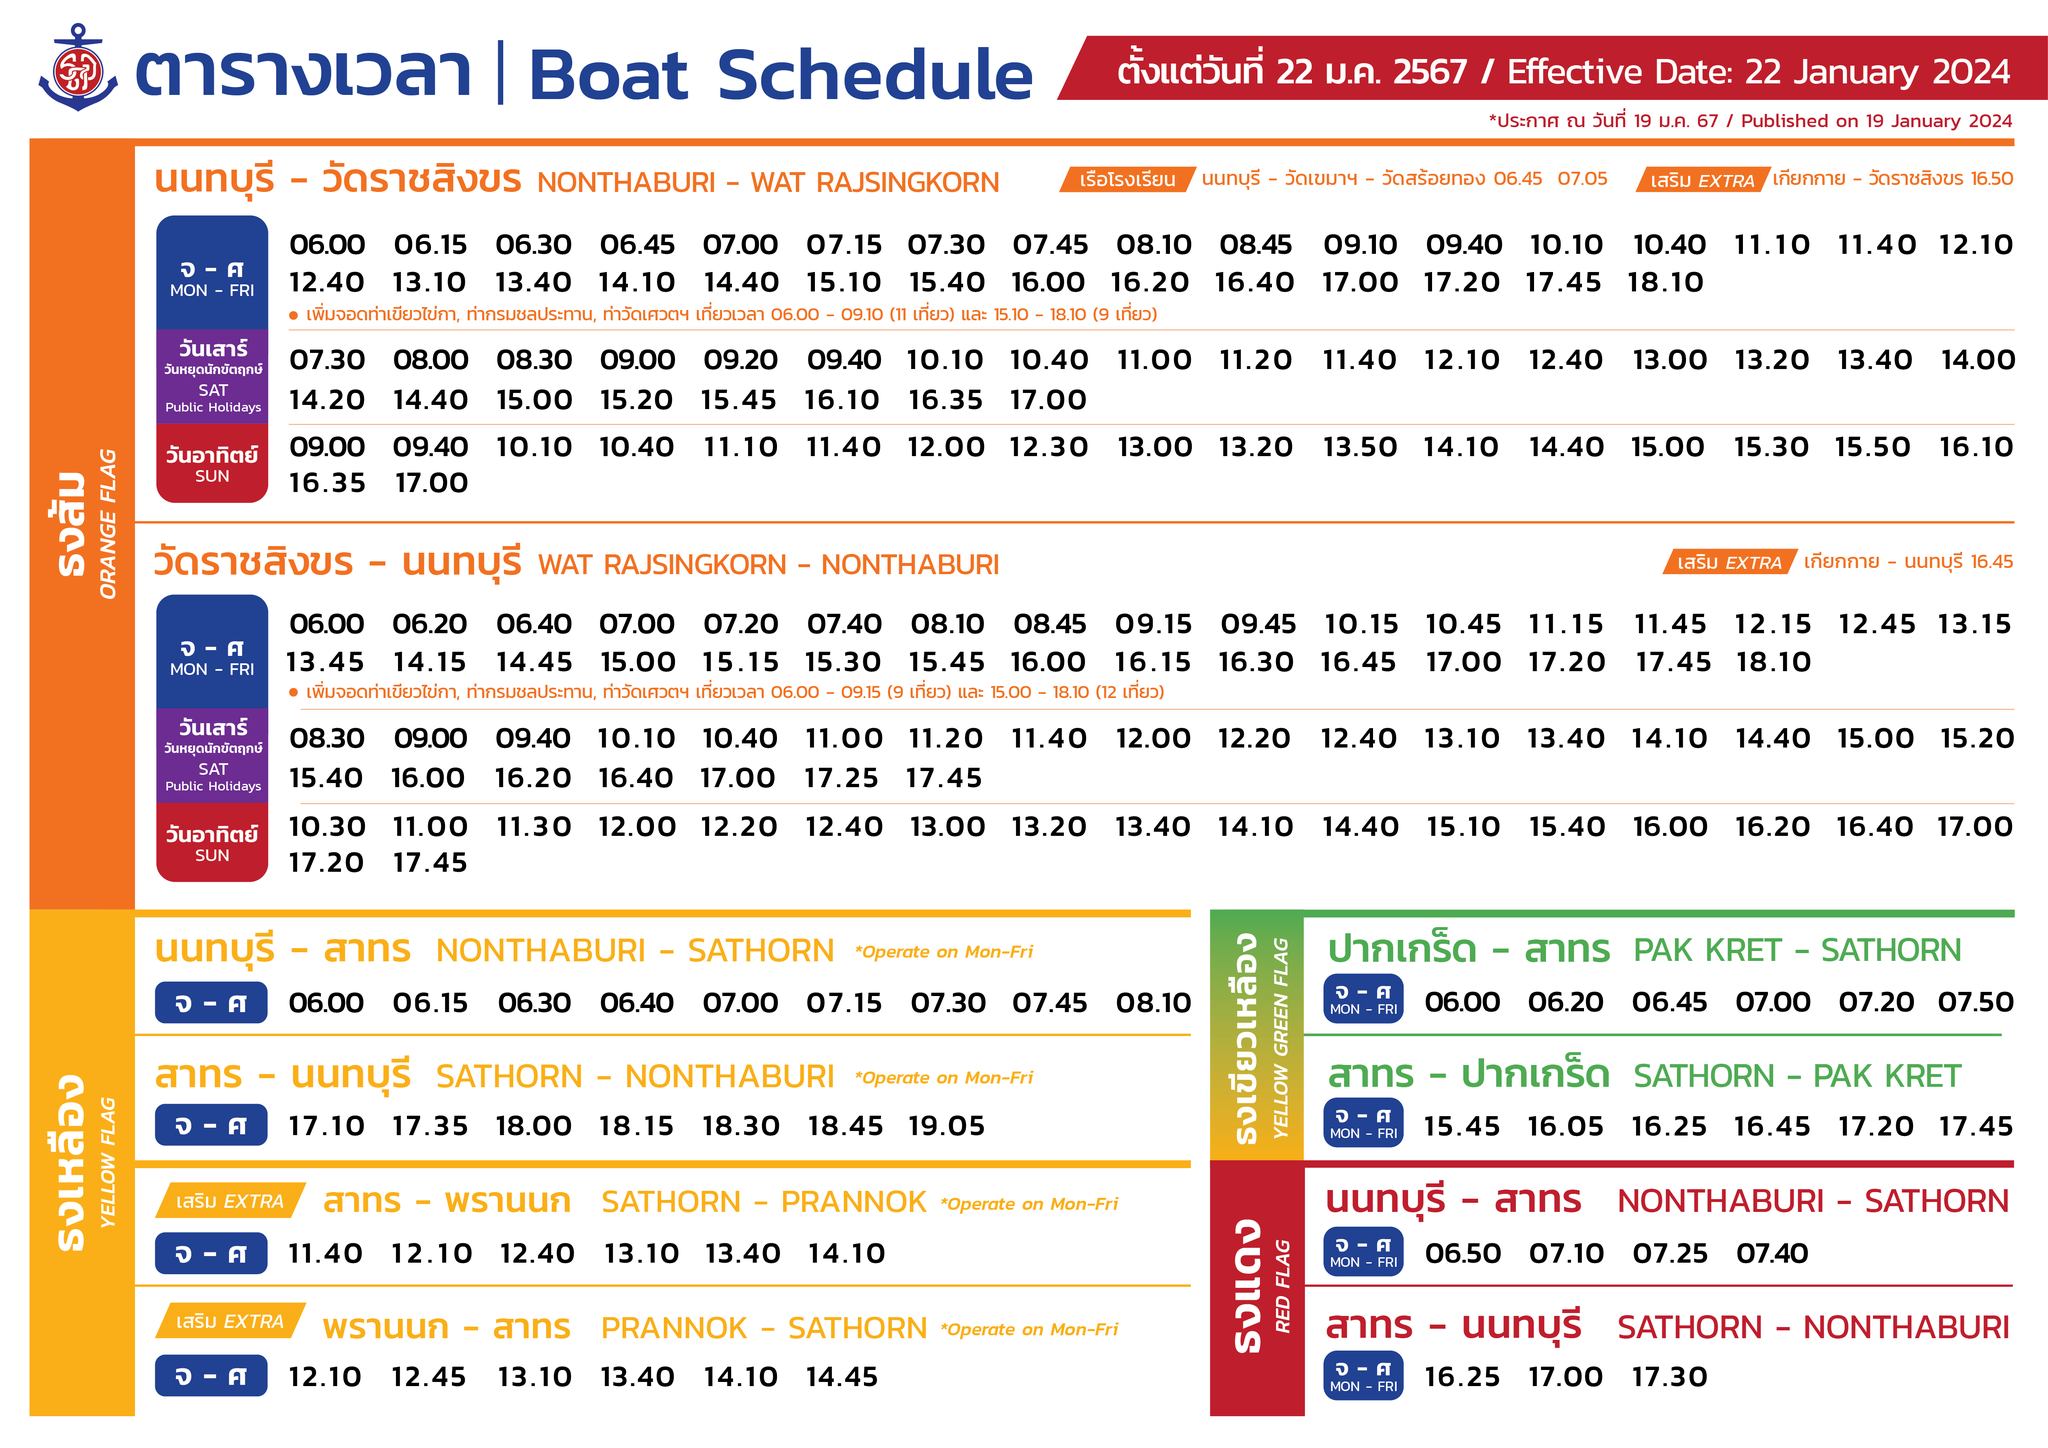 ตารางเวลา | Boat Schedule
ตั้งแต่วันที่ 22 ม.ค. 2567 / Effective Date: 22 January 2024
*ประกาศ ณ วันที่ 19 ม.ค. 67 / Published on 19 January 2024
ธงส้ม
ORANGE FLAG
นนทบุรี - วัดราชสิงขร NONTHABURI - WAT RAJSINGKORN
เรือโรงเรียน นนทบุรี - วัดเขมาฯ - วัดสร้อยทอง 06.45 07.05
เสริม EXTRA เกียกกาย - วัดราชสิงขร 16.50
จ - ศ
MON - FRI
06.00 06.15 06.30 06.45 07.00 07.15 07.30 07.45 08.10 08.45 09.10 09.40 10.10 10.40 11.10 11.40 12.10
12.40 13.10 13.40 14.10 14.40 15.10 15.40 16.00 16.20 16.40 17.00 17.20 17.45 18.10
● เพิ่มจอดท่าเขียวไข่กา, ท่ากรมชลประทาน, ท่าวัดเศวตฯ เที่ยวเวลา 06.00 - 09.10 (11 เที่ยว) และ 15.10 - 18.10 (9 เที่ยว)
วันเสาร์
วันหยุดนักขัตฤกษ์
SAT
Public Holidays
07.30 08.00 08.30 09.00 09.20 09.40 10.10 10.40 11.00 11.20 11.40 12.10 12.40 13.00 13.20 13.40 14.00
14.20 14.40 15.00 15.20 15.45 16.10 16.35 17.00
วันอาทิตย์
SUN
09.00 09.40 10.10 10.40 11.10 11.40 12.00 12.30 13.00 13.20 13.50 14.10 14.40 15.00 15.30 15.50 16.10
16.35 17.00
วัดราชสิงขร - นนทบุรี WAT RAJSINGKORN - NONTHABURI
เสริม EXTRA เกียกกาย - นนทบุรี 16.45
จ - ศ
MON - FRI
06.00 06.20 06.40 07.00 07.20 07.40 08.10 08.45 09.15 09.45 10.15 10.45 11.15 11.45 12.15 12.45 13.15
13.45 14.15 14.45 15.00 15.15 15.30 15.45 16.00 16.15 16.30 16.45 17.00 17.20 17.45 18.10
● เพิ่มจอดท่าเขียวไข่กา, ท่ากรมชลประทาน, ท่าวัดเศวตฯ เที่ยวเวลา 06.00 - 09.15 (9 เที่ยว) และ 15.00 - 18.10 (12 เที่ยว)
วันเสาร์
วันหยุดนักขัตฤกษ์
SAT
Public Holidays
08.30 09.00 09.40 10.10 10.40 11.00 11.20 11.40 12.00 12.20 12.40 13.10 13.40 14.10 14.40 15.00 15.20
15.40 16.00 16.20 16.40 17.00 17.25 17.45
วันอาทิตย์
SUN
10.30 11.00 11.30 12.00 12.20 12.40 13.00 13.20 13.40 14.10 14.40 15.10 15.40 16.00 16.20 16.40 17.00
17.20 17.45
ธงเหลือง
YELLOW FLAG
นนทบุรี - สาทร NONTHABURI - SATHORN *Operate on Mon-Fri
จ - ศ 06.00 06.15 06.30 06.40 07.00 07.15 07.30 07.45 08.10
สาทร - นนทบุรี SATHORN - NONTHABURI *Operate on Mon-Fri
จ - ศ 17.10 17.35 18.00 18.15 18.30 18.45 19.05
เสริม EXTRA สาทร - พรานนก SATHORN - PRANNOK *Operate on Mon-Fri
จ - ศ 11.40 12.10 12.40 13.10 13.40 14.10
เสริม EXTRA พรานนก - สาทร PRANNOK - SATHORN *Operate on Mon-Fri
จ - ศ 12.10 12.45 13.10 13.40 14.10 14.45
ธงเขียวเหลือง
YELLOW GREEN FLAG
ปากเกร็ด - สาทร PAK KRET - SATHORN
จ - ศ
MON - FRI
06.00 06.20 06.45 07.00 07.20 07.50
สาทร - ปากเกร็ด SATHORN - PAK KRET
จ - ศ
MON - FRI
15.45 16.05 16.25 16.45 17.20 17.45
ธงแดง
RED FLAG
นนทบุรี - สาทร NONTHABURI - SATHORN
จ - ศ
MON - FRI
06.50 07.10 07.25 07.40
สาทร - นนทบุรี SATHORN - NONTHABURI
จ - ศ
MON - FRI
16.25 17.00 17.30